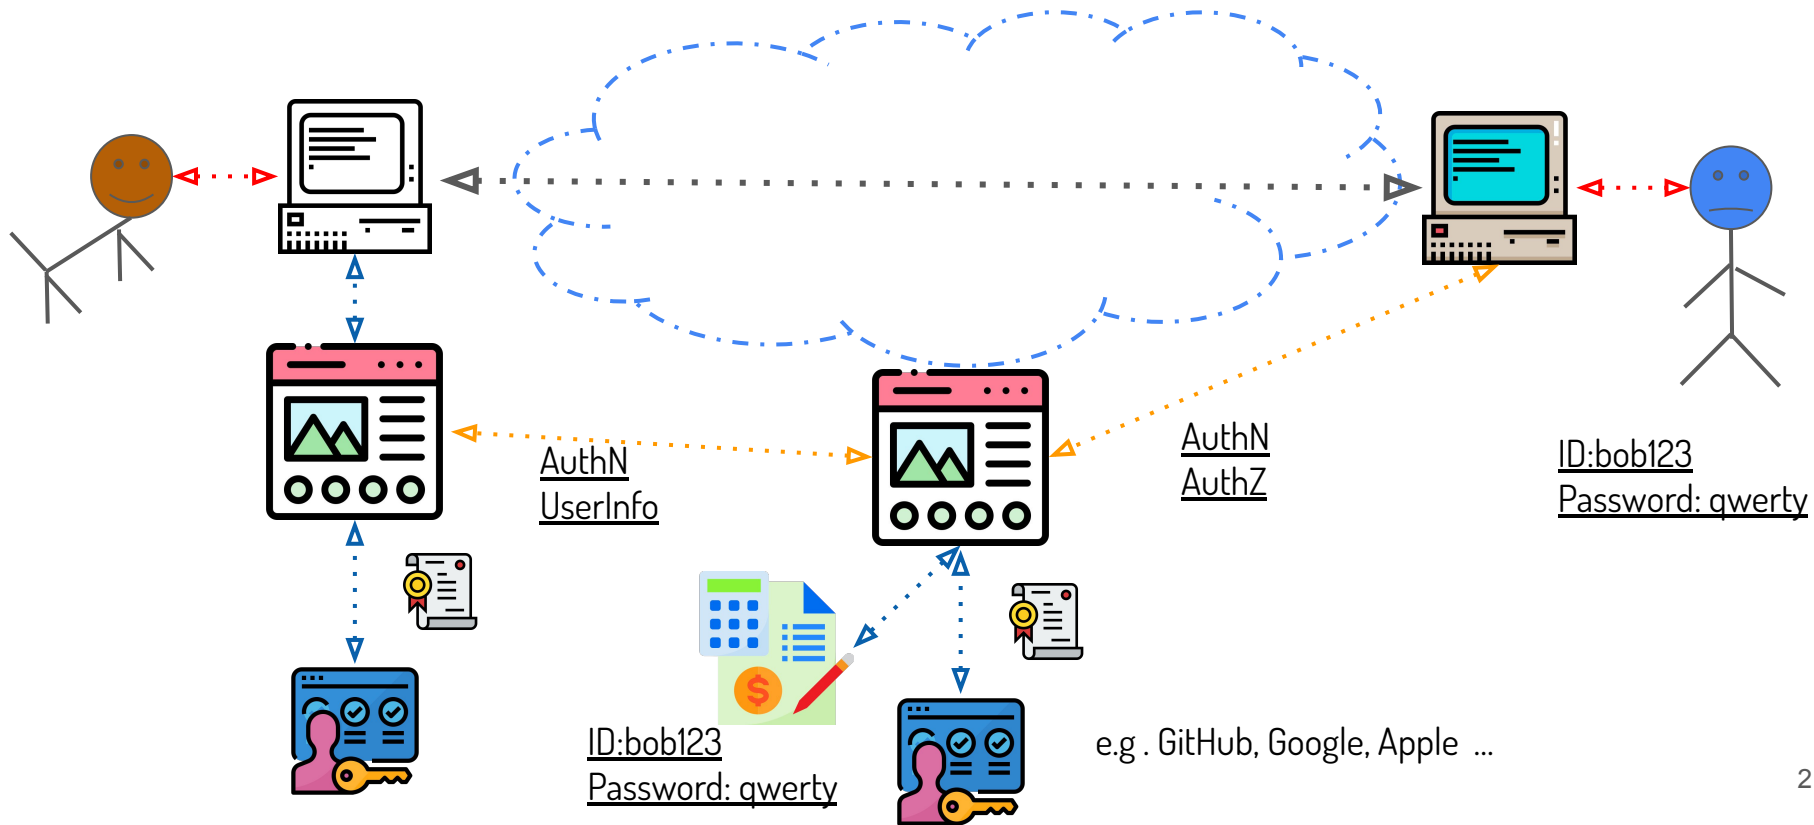 AuthN
UserInfo
AuthN
AuthZ
ID:bob123
Password: qwerty
ID:bob123
Password: qwerty
e.g . GitHub, Google, Apple ...
2